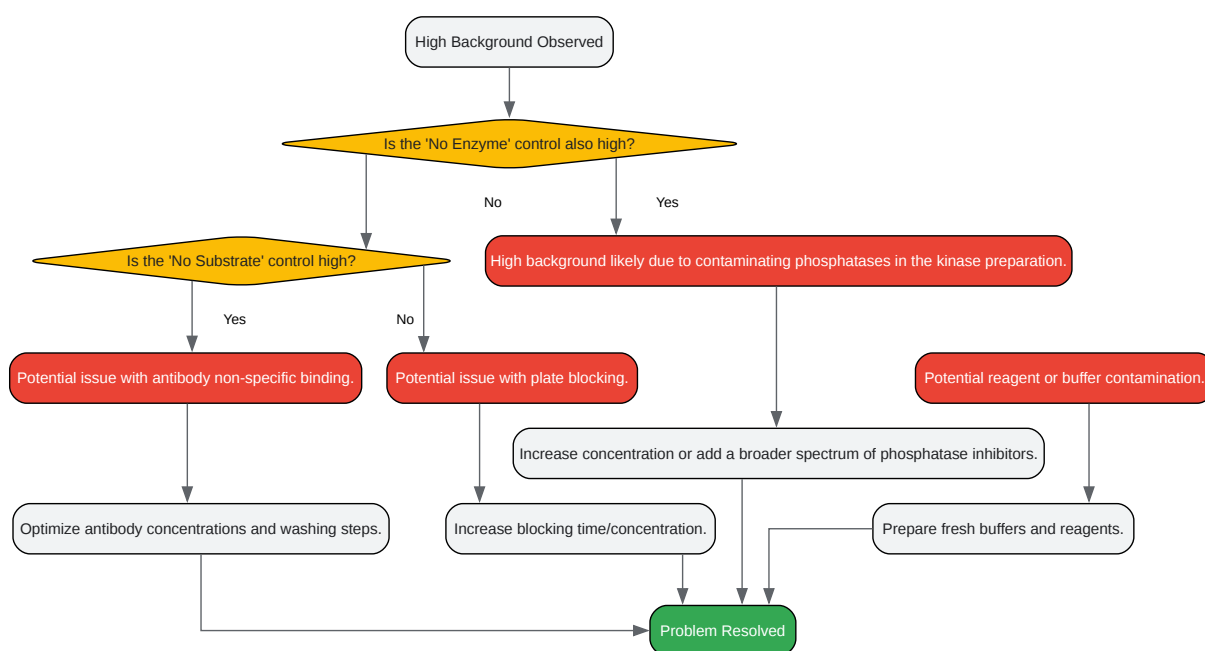 High Background Observed
Is the 'No Enzyme' control also high?
No
Yes
Is the 'No Substrate' control high?
High background likely due to contaminating phosphatases in the kinase preparation.
Yes
No
Potential issue with antibody non-specific binding.
Potential issue with plate blocking.
Potential reagent or buffer contamination.
Increase concentration or add a broader spectrum of phosphatase inhibitors.
Optimize antibody concentrations and washing steps.
Increase blocking time/concentration.
Prepare fresh buffers and reagents.
Problem Resolved